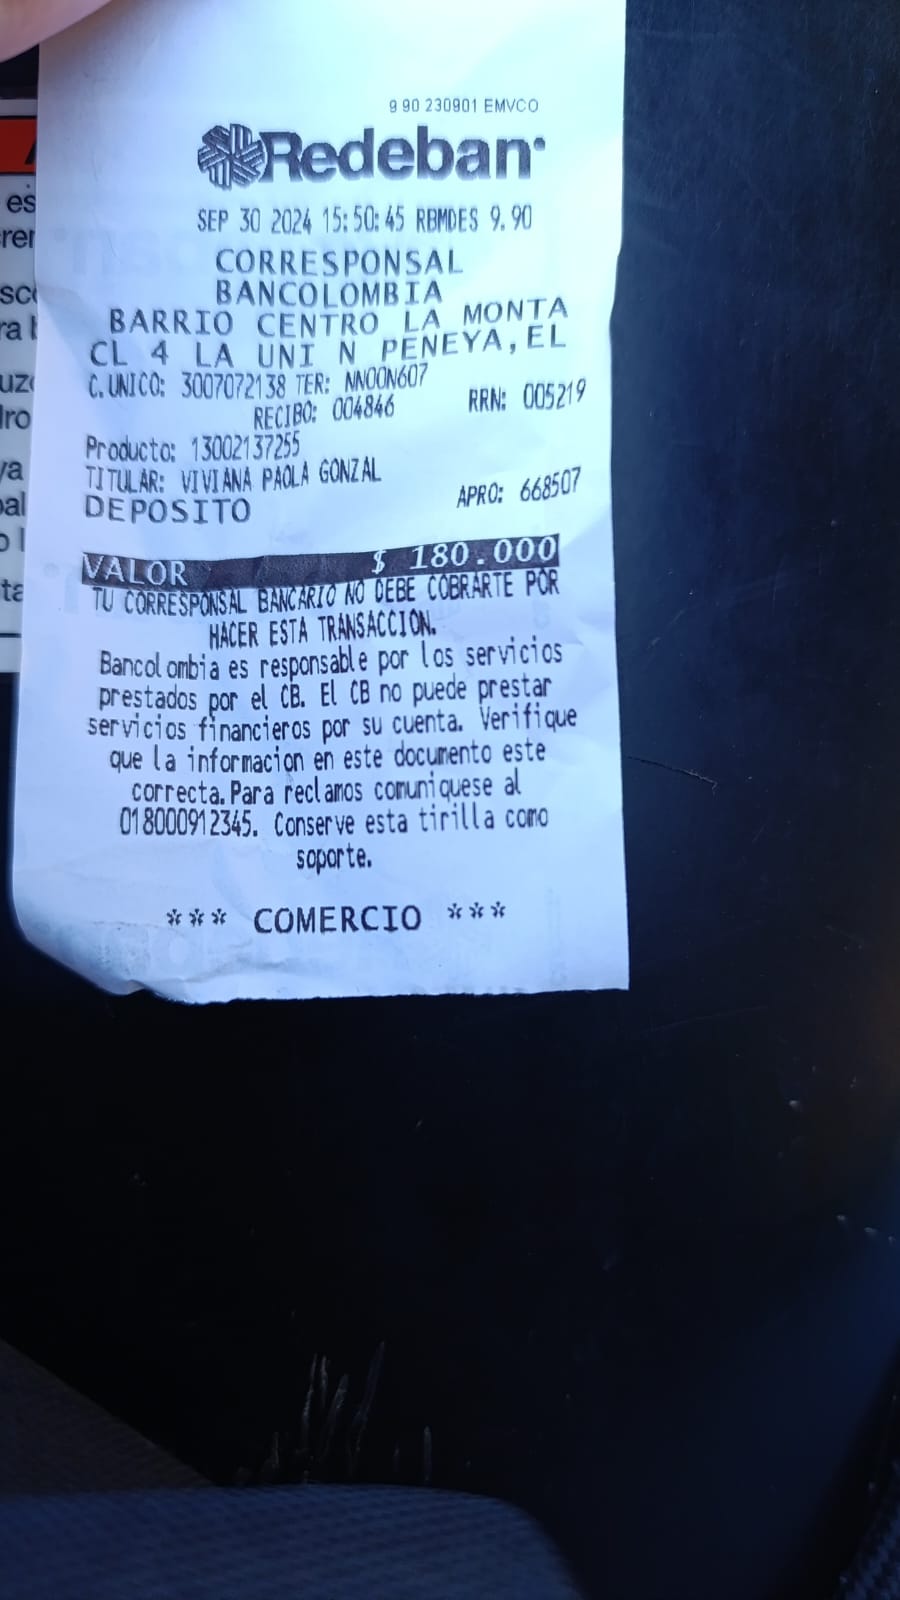 9 90 230901 EMVCO
Redeban
SEP 30 2024 15:50:45 RBMDES 9.90
CORRESPONSAL
BANCOLOMBIA
BARRIO CENTRO LA MONTA
CL 4 LA UNI N PENEYA, EL
C. UNICO: 3007072138 TER: NNOON607
RECIBO: 004846 RRN: 005219
Producto: 13002137255
TITULAR: VIVIANA PAOLA GONZAL
DEPOSITO APRO: 668507
VALOR $ 180.000
TU CORRESPONSAL BANCARIO NO DEBE COBRARTE POR
HACER ESTA TRANSACCION.
Bancolombia es responsable por los servicios
prestados por el CB. El CB no puede prestar
servicios financieros por su cuenta. Verifique
que la informacion en este documento este
correcta. Para reclamos comuniquese al
018000912345. Conserve esta tirilla como
soporte.
*** COMERCIO ***